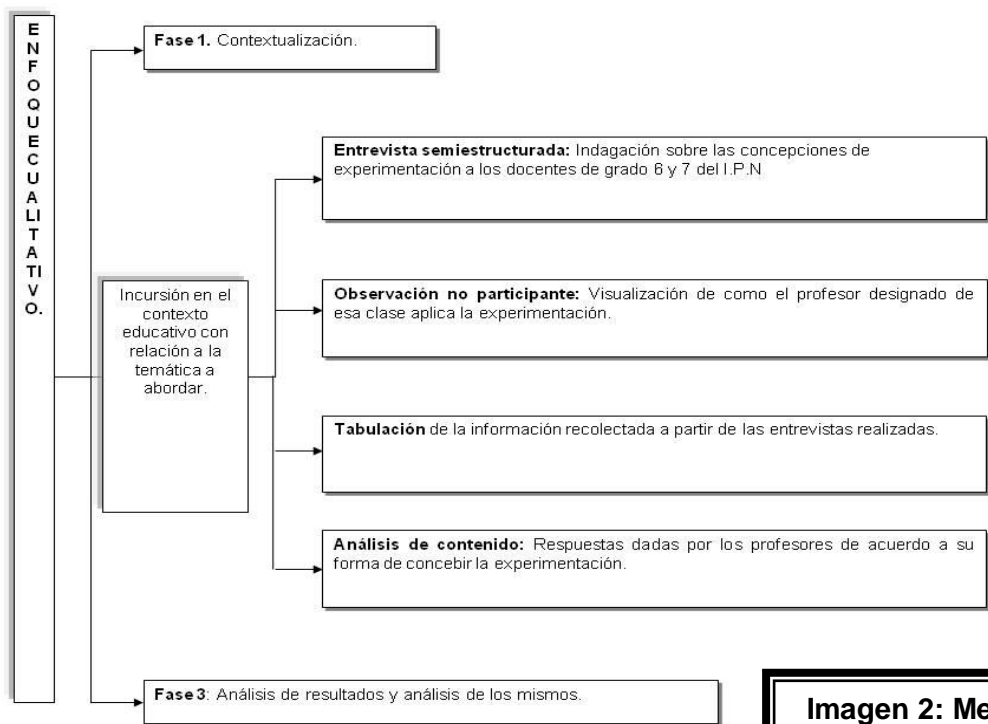 E
N
F
O
Q
U
E
C
U
A
LI
T
A
TI
V
O.
Fase 1. Contextualización.
Entrevista semiestructurada: Indagación sobre las concepciones de
experimentación a los docentes de grado 6 y 7 del I.P.N
Incursión en el
contexto
educativo con
relación a la
temática a
abordar.
Observación no participante: Visualización de como el profesor designado de
esa clase aplica la experimentación.
Tabulación de la información recolectada a partir de las entrevistas realizadas.
Análisis de contenido: Respuestas dadas por los profesores de acuerdo a su
forma de concebir la experimentación.
Fase 3: Análisis de resultados y análisis de los mismos.
Imagen 2: Me